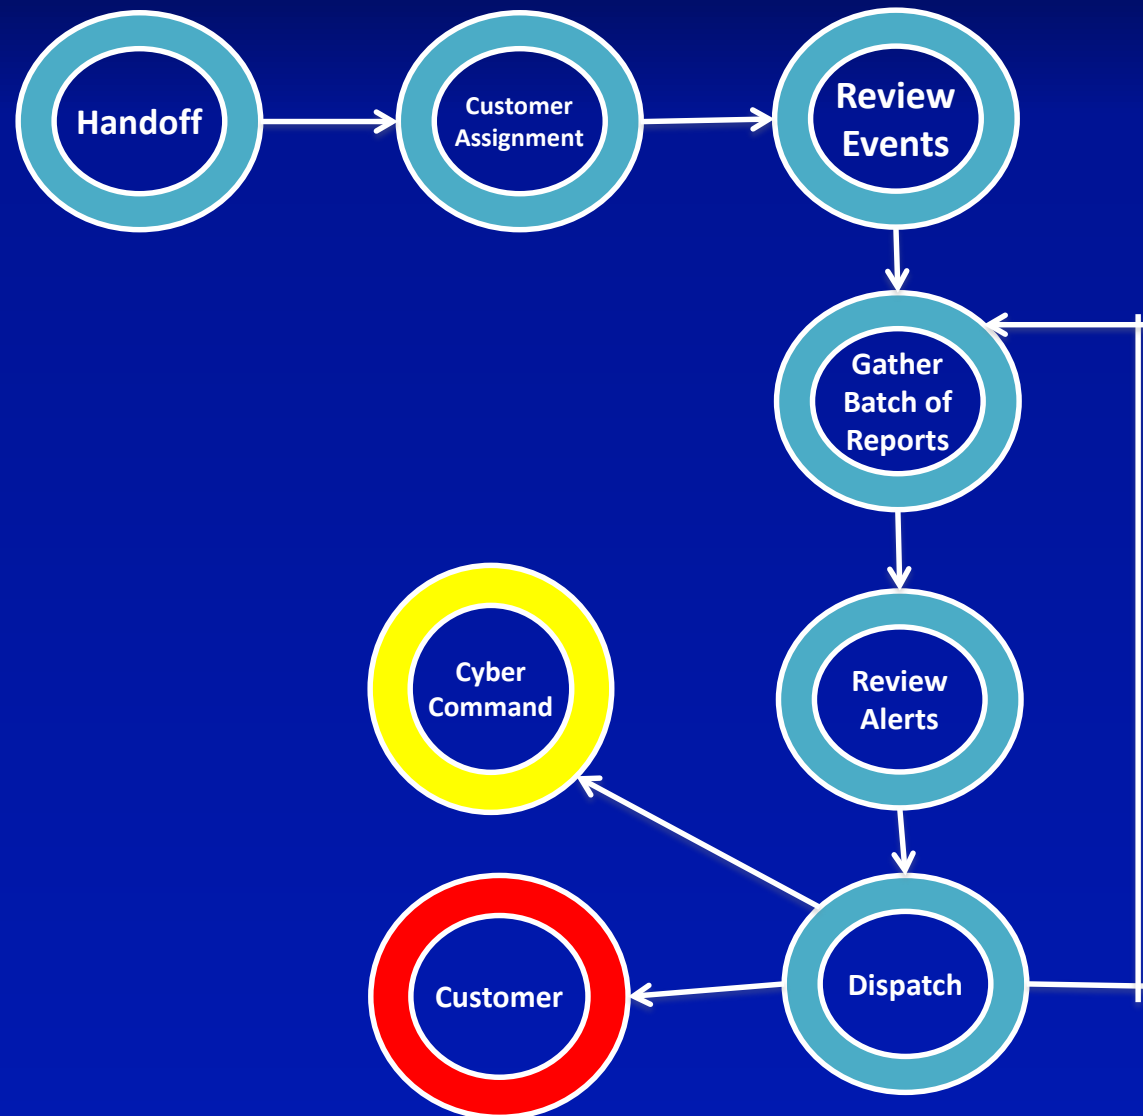 Handoff
Customer
Assignment
Review
Events
Gather
Batch of
Reports
Cyber
Command
Review
Alerts
Customer
Dispatch